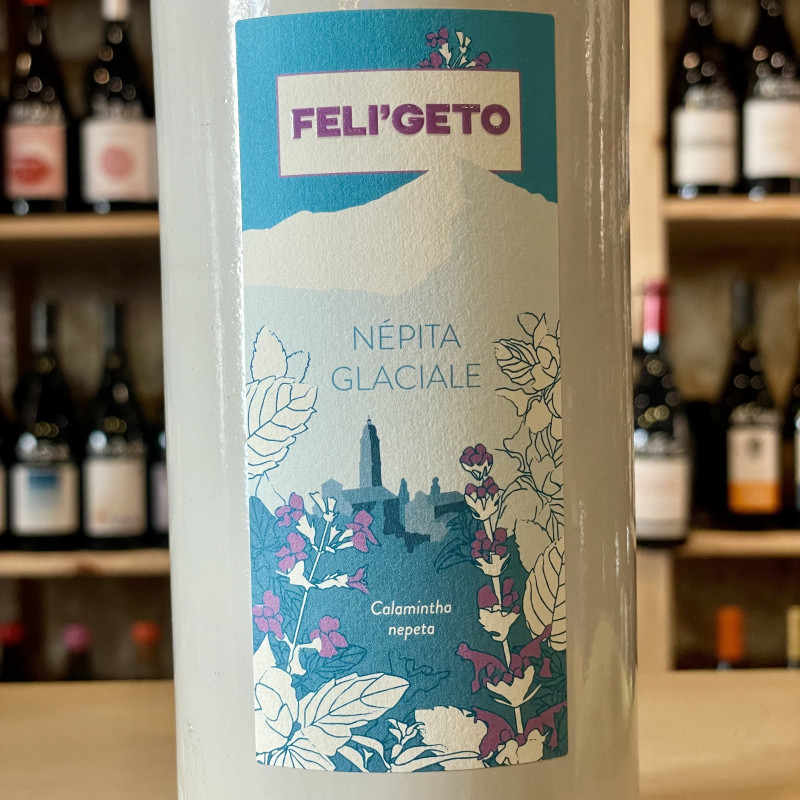 FELI'GETO
NÉPITA
GLACIALE
Calamintha
nepeta